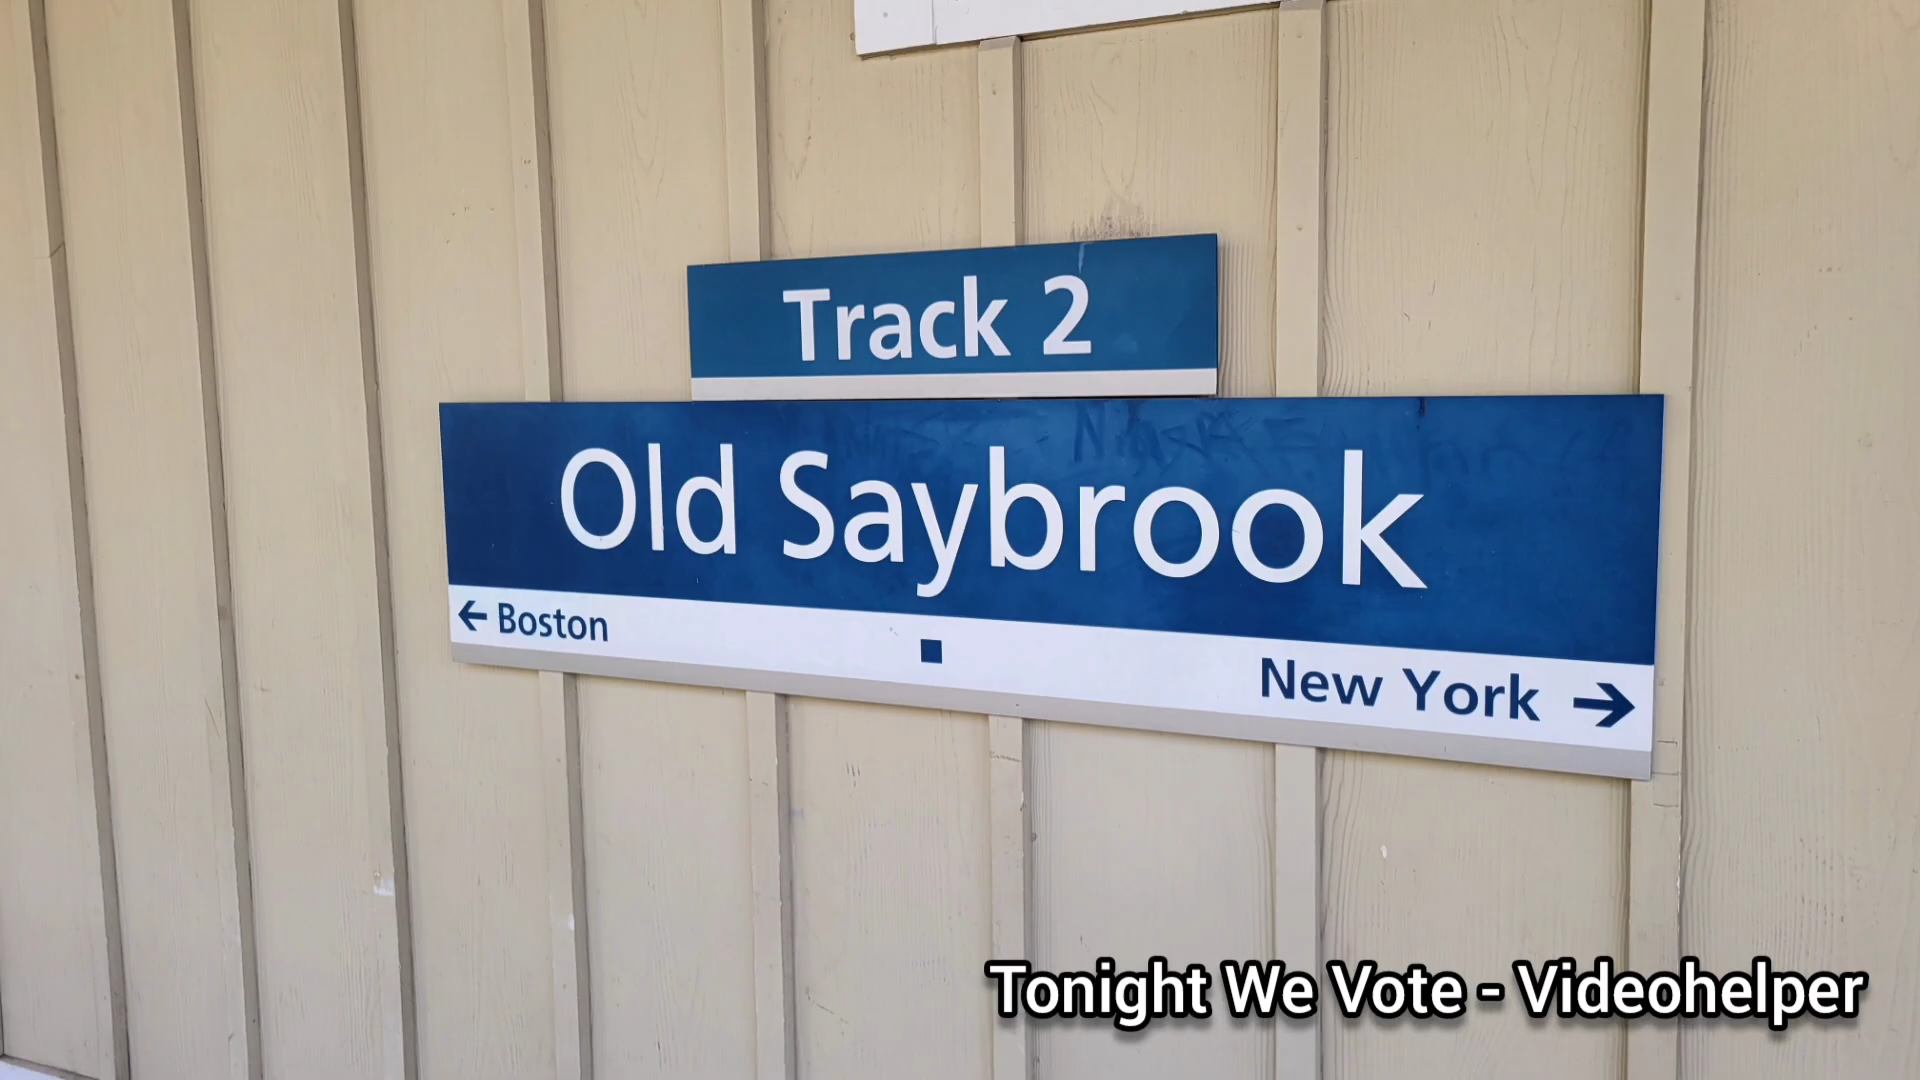 Track 2
Old Saybrook
← Boston
New York →
Tonight We Vote - Videohelper